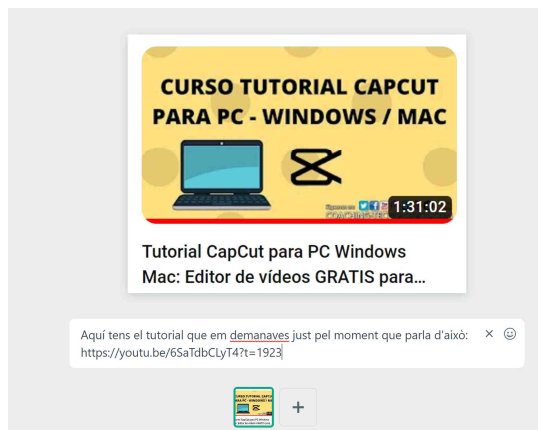 CURSO TUTORIAL CAPCUT
PARA PC - WINDOWS / MAC
1:31:02
Tutorial CapCut para PC Windows
Mac: Editor de vídeos GRATIS para...
Aquí tens el tutorial que em demanaves just pel moment que parla d'això:
https://youtu.be/6SaTdbCLyT4?t=1923